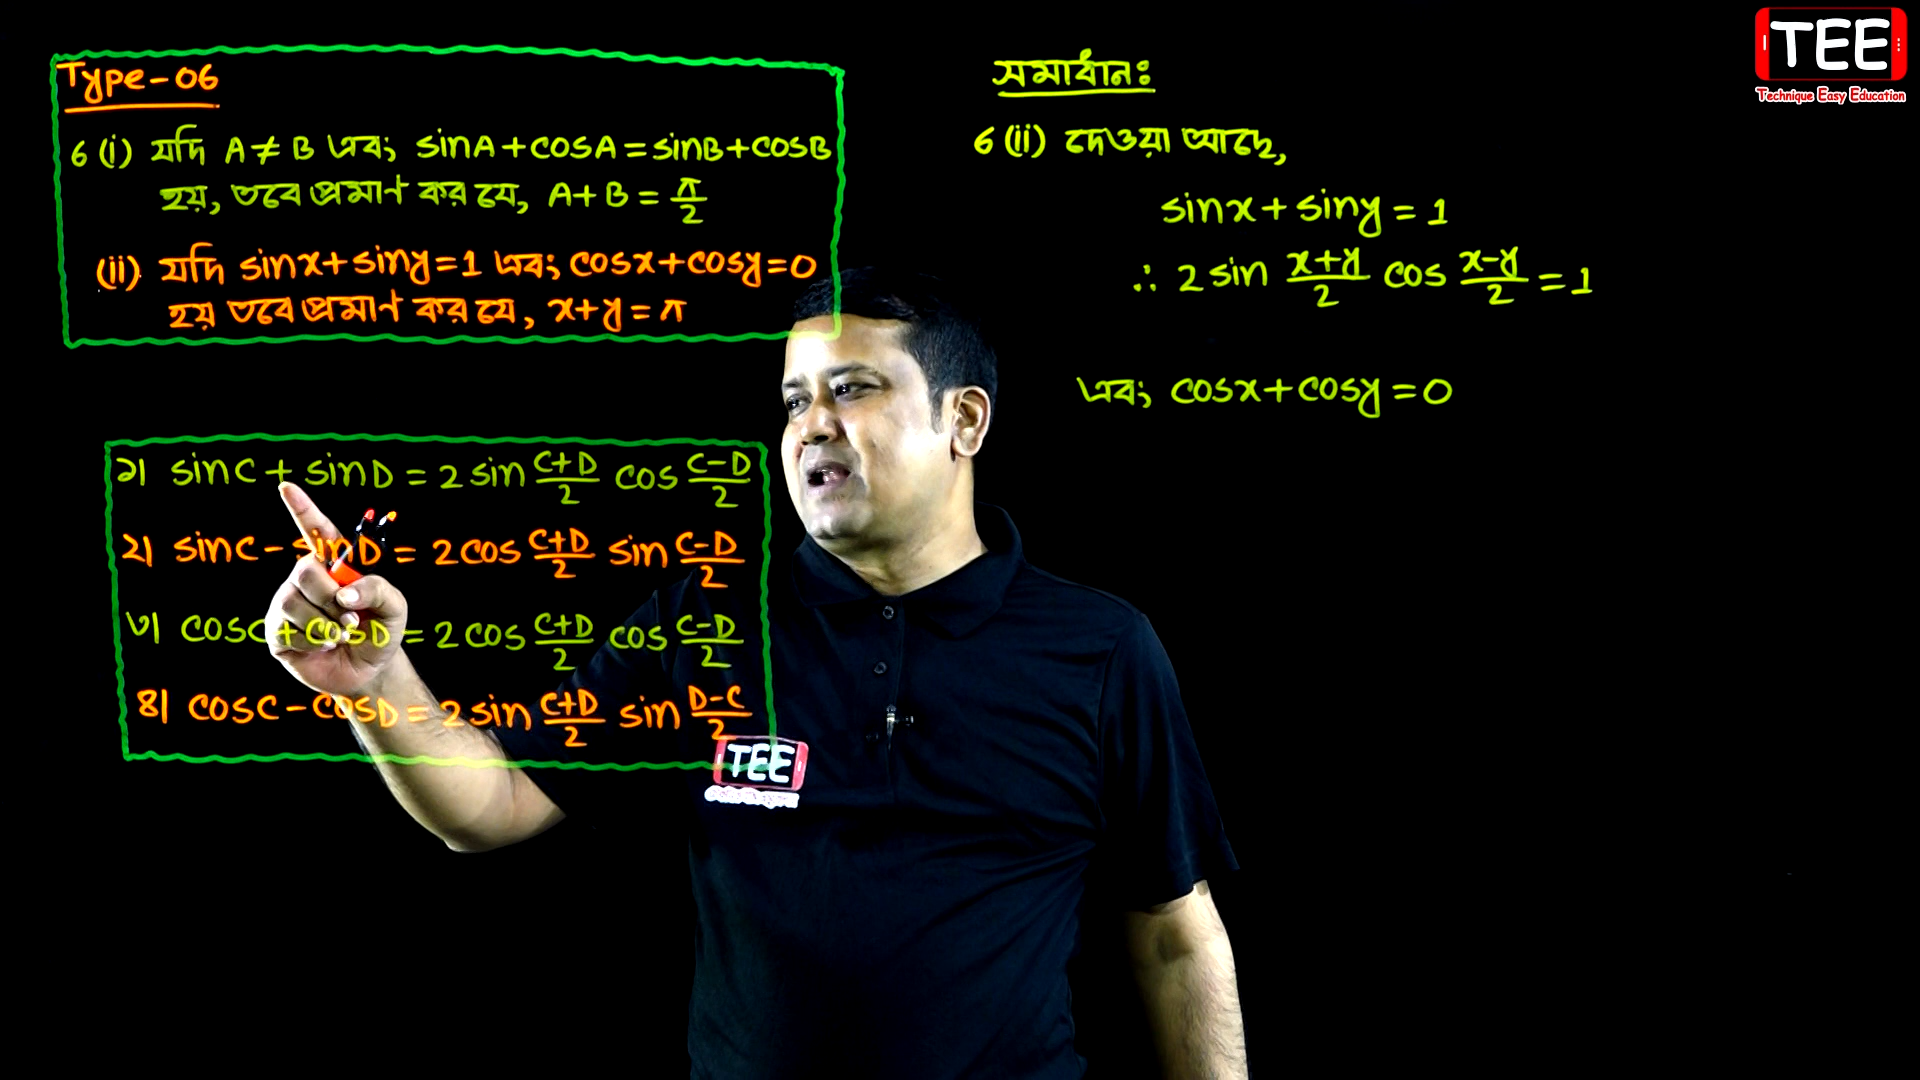 Type-06
6 (i) যদি A ≠ B এবং sinA+cosA=sinB+cosB
হয়, তবে প্রমাণ কর যে, A+B = π/2
(ii) যদি sinx+siny=1 এবং cosx+cosy=0
হয় তবে প্রমাণ কর যে, x+y=π
১। sinC + sinD = 2 sin (C+D)/2 cos (C-D)/2
২। sinC - sinD = 2 cos (C+D)/2 sin (C-D)/2
৩। cosC + cosD = 2 cos (C+D)/2 cos (C-D)/2
৪। cosC - cosD = 2 sin (C+D)/2 sin (D-C)/2
সমাধান:
6 (ii) দেওয়া আছে,
sinx + siny = 1
∴ 2 sin (x+y)/2 cos (x-y)/2 = 1
এবং cosx + cosy = 0
TEE
Technique Easy Education
TEE